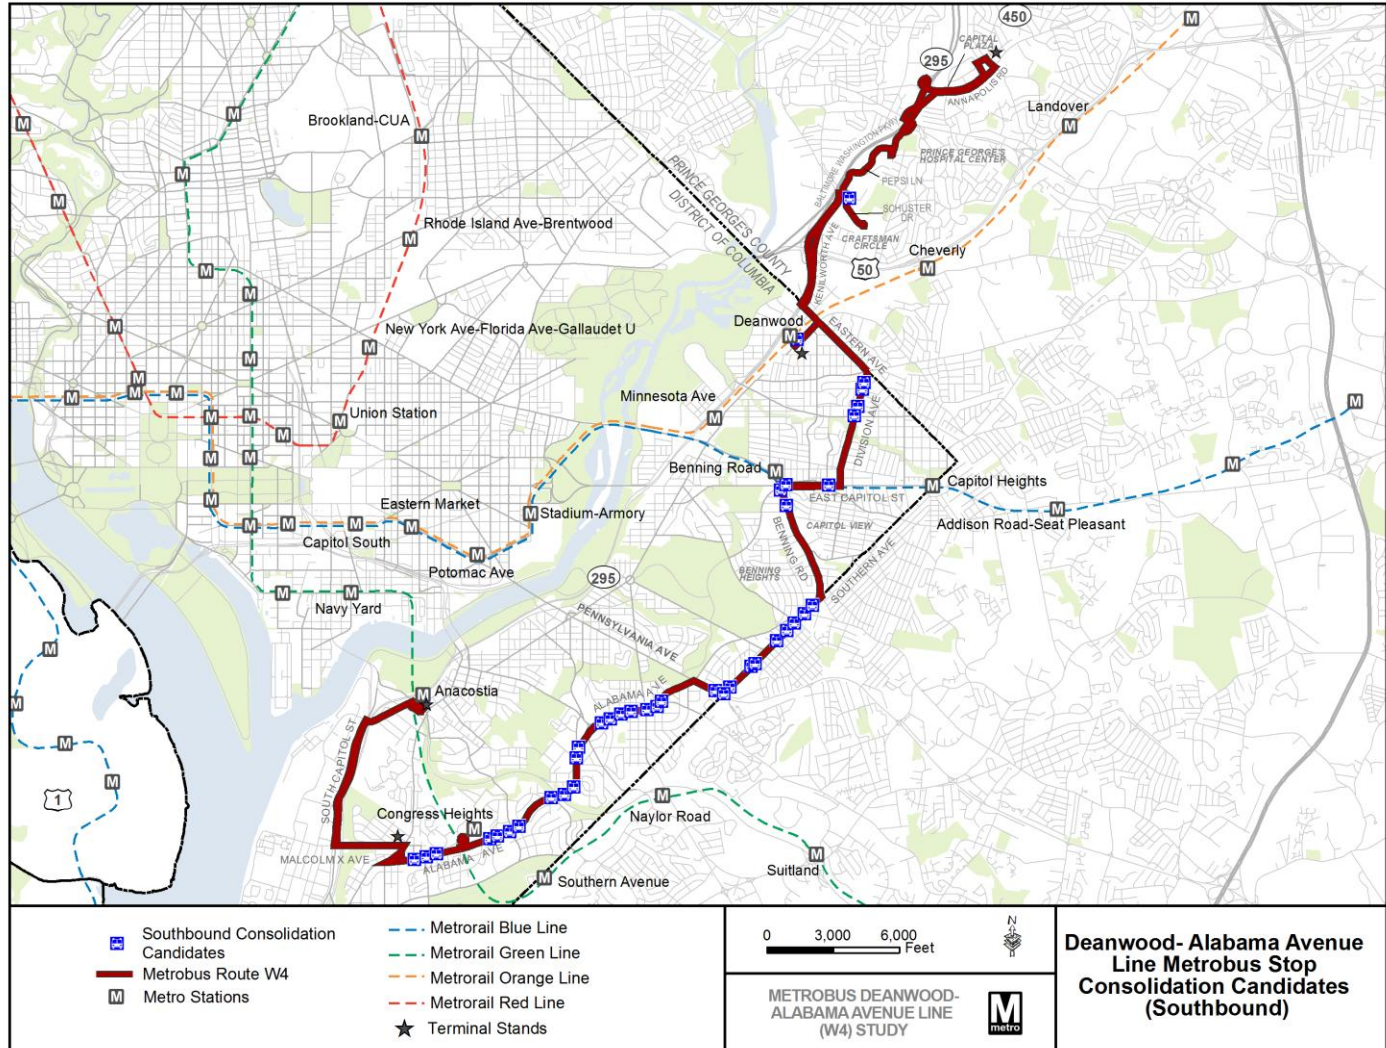 450
CAPITAL
PLAZA
295
ANNAPOLIS RD
Landover
Brookland-CUA
BALTIMORE WASHINGTON PKWY
PRINCE GEORGE'S
HOSPITAL CENTER
PEPSI LN
PRINCE GEORGE'S COUNTY
DISTRICT OF COLUMBIA
SCHUSTER
DR
Rhode Island Ave-Brentwood
CRAFTSMAN
CIRCLE
Cheverly
KENILWORTH AVE
50
Deanwood
New York Ave-Florida Ave-Gallaudet U
EASTERN AVE
Minnesota Ave
Union Station
DIVISION AVE
Benning Road
Capitol Heights
EAST CAPITOL ST
Eastern Market
Stadium-Armory
Addison Road-Seat Pleasant
CAPITOL VIEW
Capitol South
BENNING RD
Potomac Ave
BENNING
HEIGHTS
SOUTHERN AVE
295
Navy Yard
PENNSYLVANIA AVE
Anacostia
ALABAMA AVE
SOUTH CAPITOL ST
1
Congress Heights
Naylor Road
MALCOLM X AVE
ALABAMA AVE
Suitland
Southern Avenue
Southbound Consolidation
Candidates
Metrobus Route W4
M Metro Stations
Metrorail Blue Line
Metrorail Green Line
Metrorail Orange Line
Metrorail Red Line
Terminal Stands
0 3,000 6,000
Feet
N
METROBUS DEANWOOD-
ALABAMA AVENUE LINE
(W4) STUDY
M
metro
Deanwood- Alabama Avenue
Line Metrobus Stop
Consolidation Candidates
(Southbound)